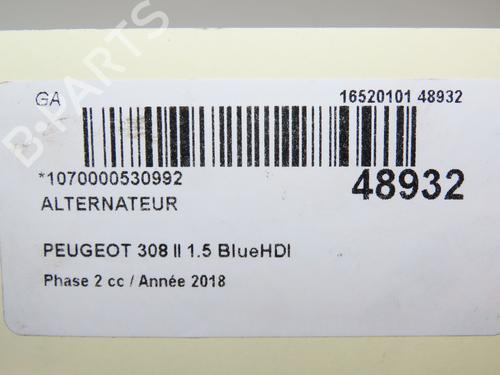 B-PARTS
GA
16520101 48932
*1070000530992
48932
ALTERNATEUR
PEUGEOT 308 II 1.5 BlueHDI
Phase 2 cc / Année 2018